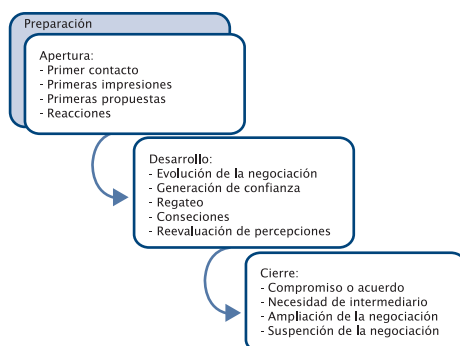 Preparación
Apertura:
- Primer contacto
- Primeras impresiones
- Primeras propuestas
- Reacciones
Desarrollo:
- Evolución de la negociación
- Generación de confianza
- Regateo
- Conseciones
- Reevaluación de percepciones
Cierre:
- Compromiso o acuerdo
- Necesidad de intermediario
- Ampliación de la negociación
- Suspención de la negociación